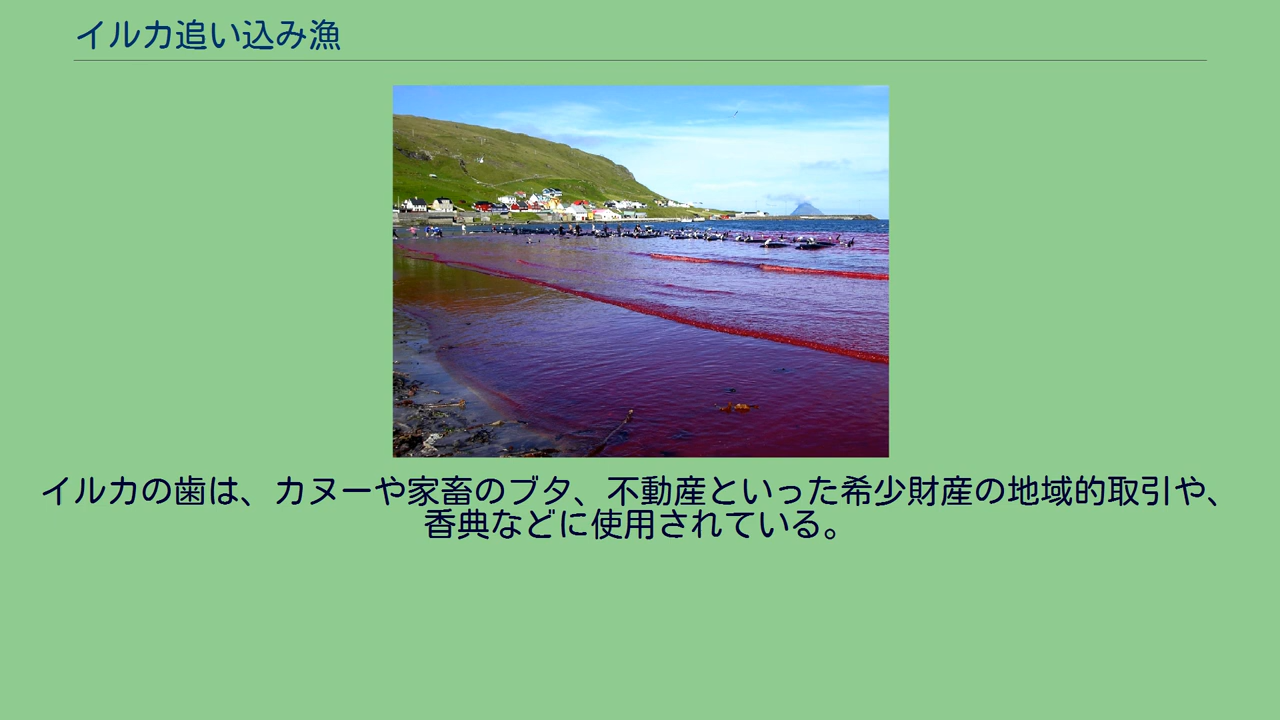 イルカ追い込み漁
イルカの歯は、カヌーや家畜のブタ、不動産といった希少財産の地域的取引や、
香典などに使用されている。